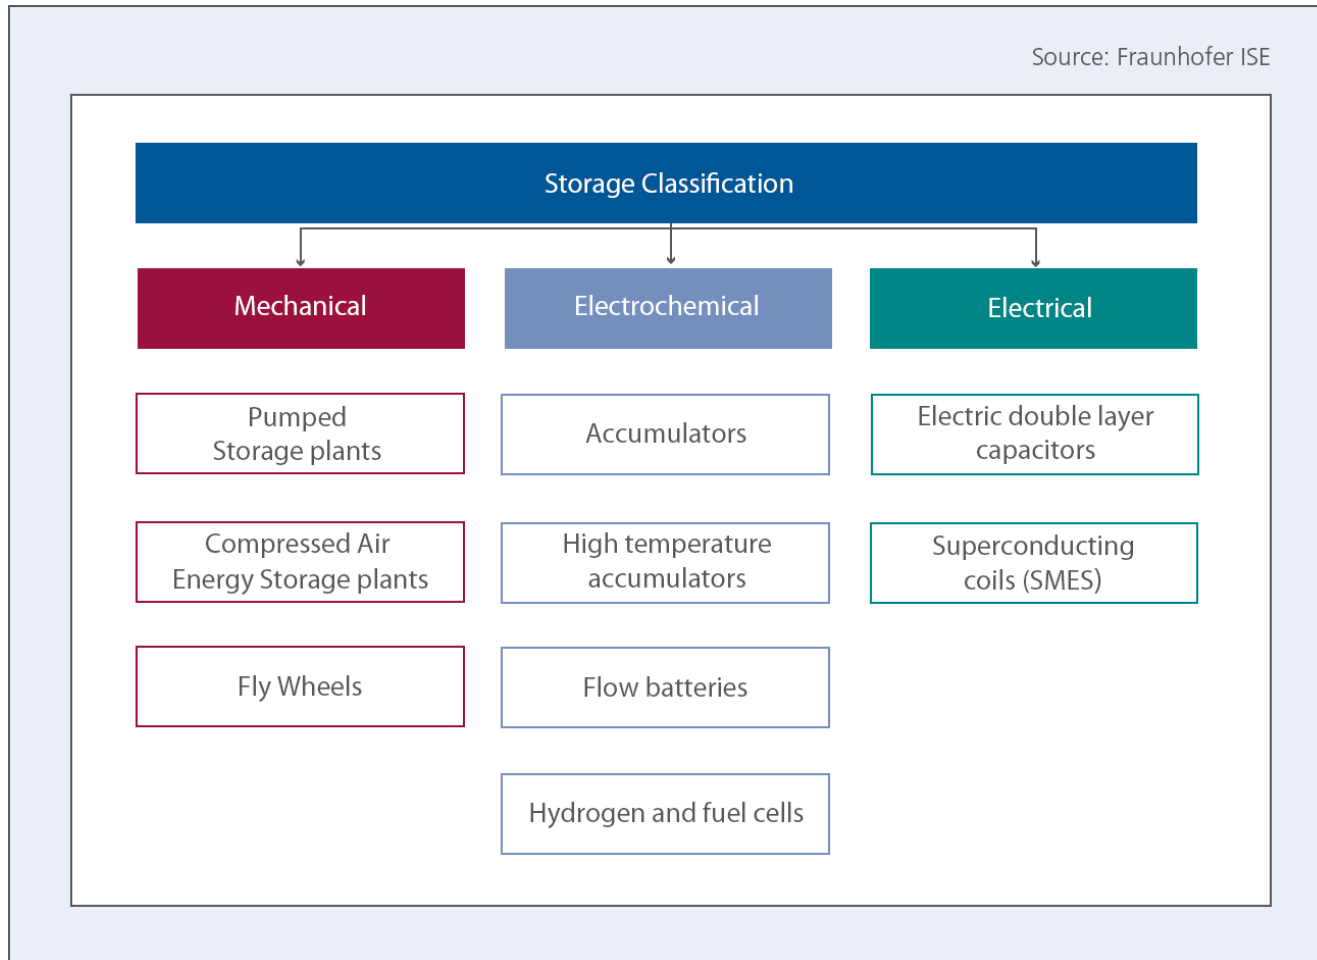 Source: Fraunhofer ISE
Storage Classification
Mechanical
Electrochemical
Electrical
Pumped
Storage plants
Accumulators
Electric double layer
capacitors
Compressed Air
Energy Storage plants
High temperature
accumulators
Superconducting
coils (SMES)
Fly Wheels
Flow batteries
Hydrogen and fuel cells